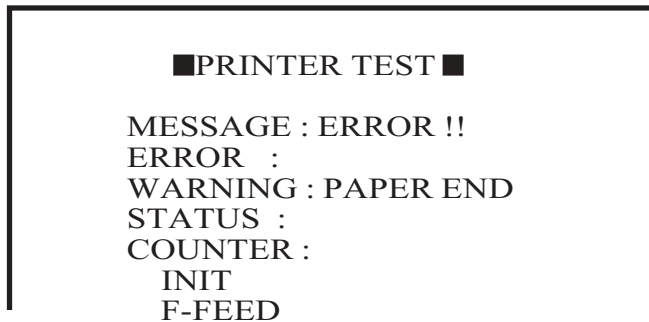 ■PRINTER TEST■
MESSAGE : ERROR !!
ERROR :
WARNING : PAPER END
STATUS :
COUNTER :
INIT
F-FEED